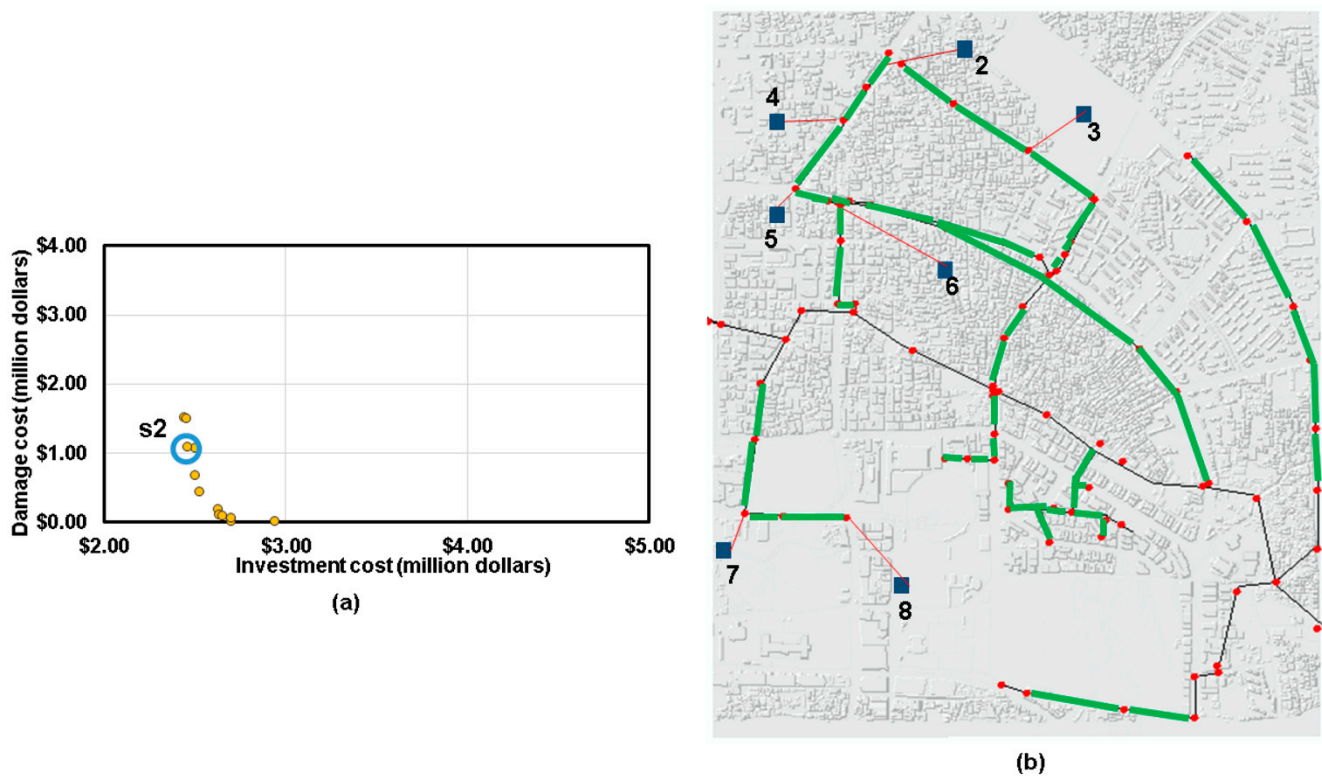 Damage cost (million dollars)
$4.00
$3.00
$2.00
$1.00
$0.00
s2
$2.00 $3.00 $4.00 $5.00
Investment cost (million dollars)
(a)
2
4
3
5
6
7
8
(b)